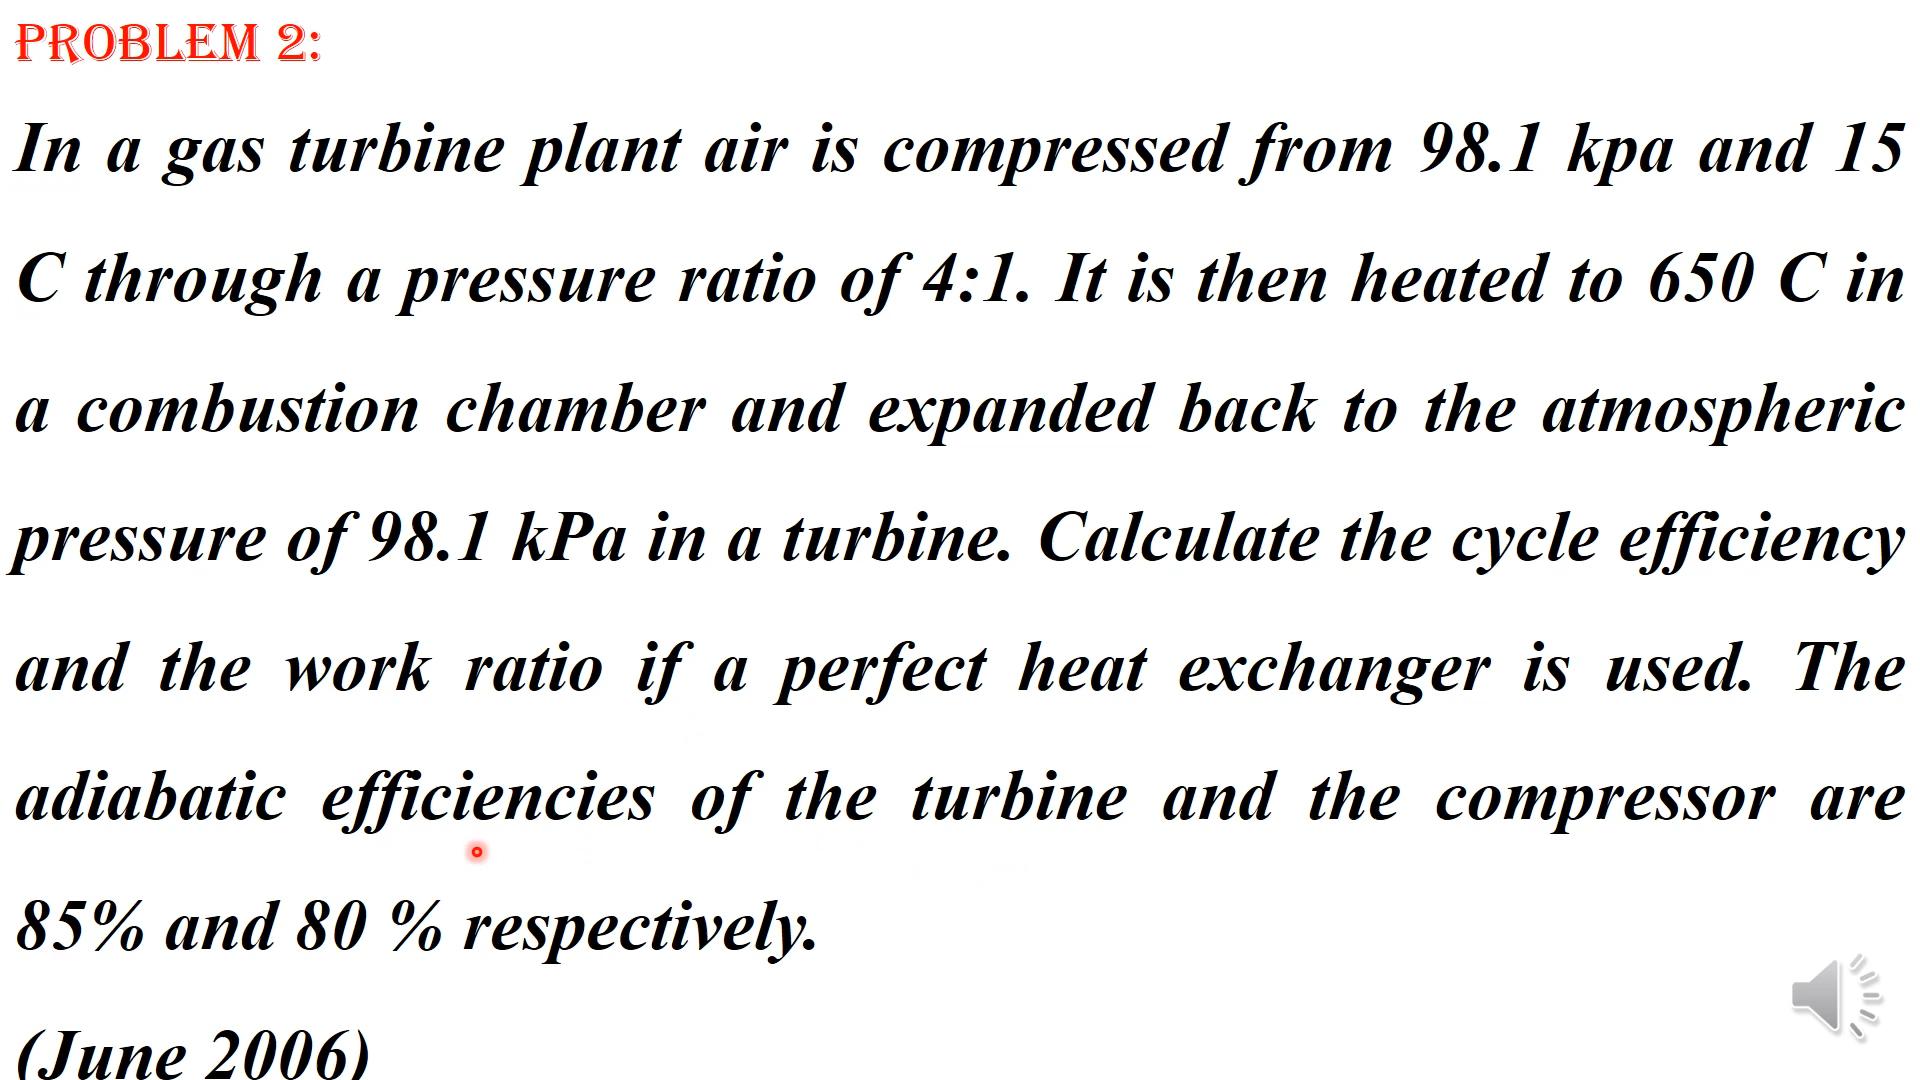 PROBLEM 2:
In a gas turbine plant air is compressed from 98.1 kpa and 15
C through a pressure ratio of 4:1. It is then heated to 650 C in
a combustion chamber and expanded back to the atmospheric
pressure of 98.1 kPa in a turbine. Calculate the cycle efficiency
and the work ratio if a perfect heat exchanger is used. The
adiabatic efficiencies of the turbine and the compressor are
85% and 80 % respectively.
(June 2006)